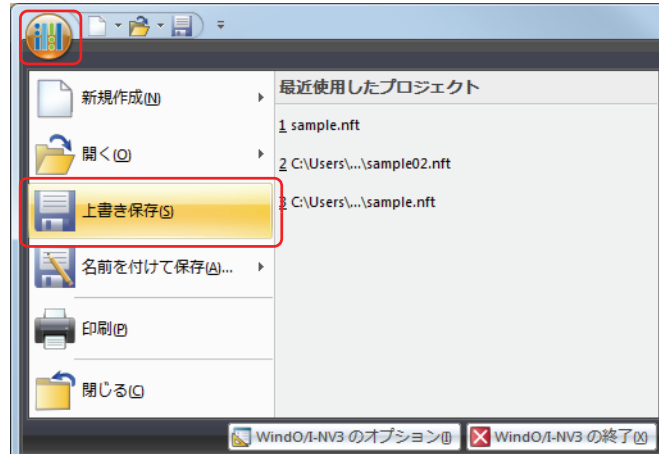 新規作成(N)
開く(O)
上書き保存(S)
名前を付けて保存(A)...
印刷(P)
閉じる(C)
最近使用したプロジェクト
1 sample.nft
2 C:\Users\...\sample02.nft
3 C:\Users\...\sample.nft
WindO/I-NV3 のオプション(I)
WindO/I-NV3 の終了(X)